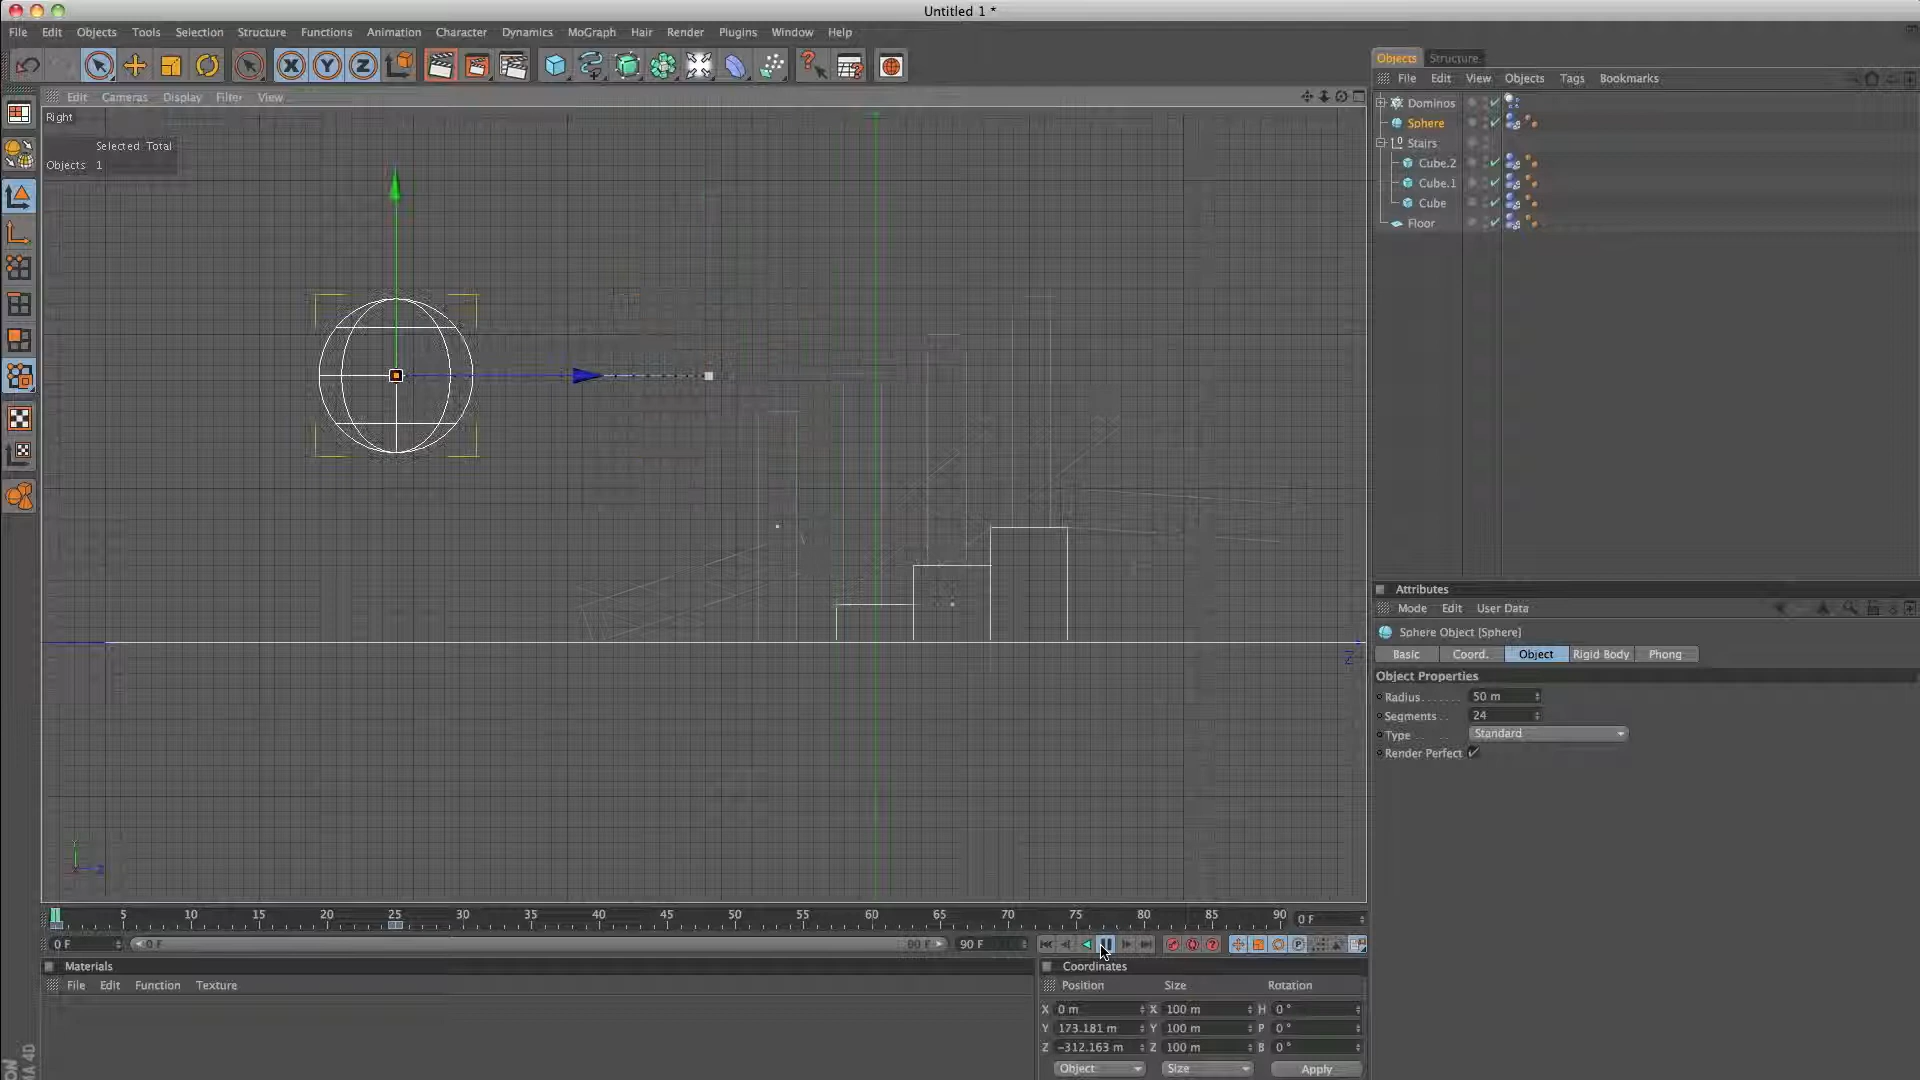 Untitled 1 *
File Edit Objects Tools Selection Structure Functions Animation Character Dynamics MoGraph Hair Render Plugins Window Help
Objects Structure
File Edit View Objects Tags Bookmarks
Edit Cameras Display Filter View
Right
Selected Total
Objects 1
Dominos
Sphere
Stairs
Cube.2
Cube.1
Cube
Floor
Attributes
Mode Edit User Data
Sphere Object [Sphere]
Basic Coord. Object Rigid Body Phong
Object Properties
Radius 50 m
Segments 24
Type Standard
Render Perfect
Y
Z
5 10 15 20 25 30 35 40 45 50 55 60 65 70 75 80 85 90 0 F
0 F 0 F 90 F
Materials
File Edit Function Texture
Coordinates
Position Size Rotation
X 0 m X 100 m H 0 °
Y 173.181 m Y 100 m P 0 °
Z -312.163 m Z 100 m B 0 °
Object Size Apply